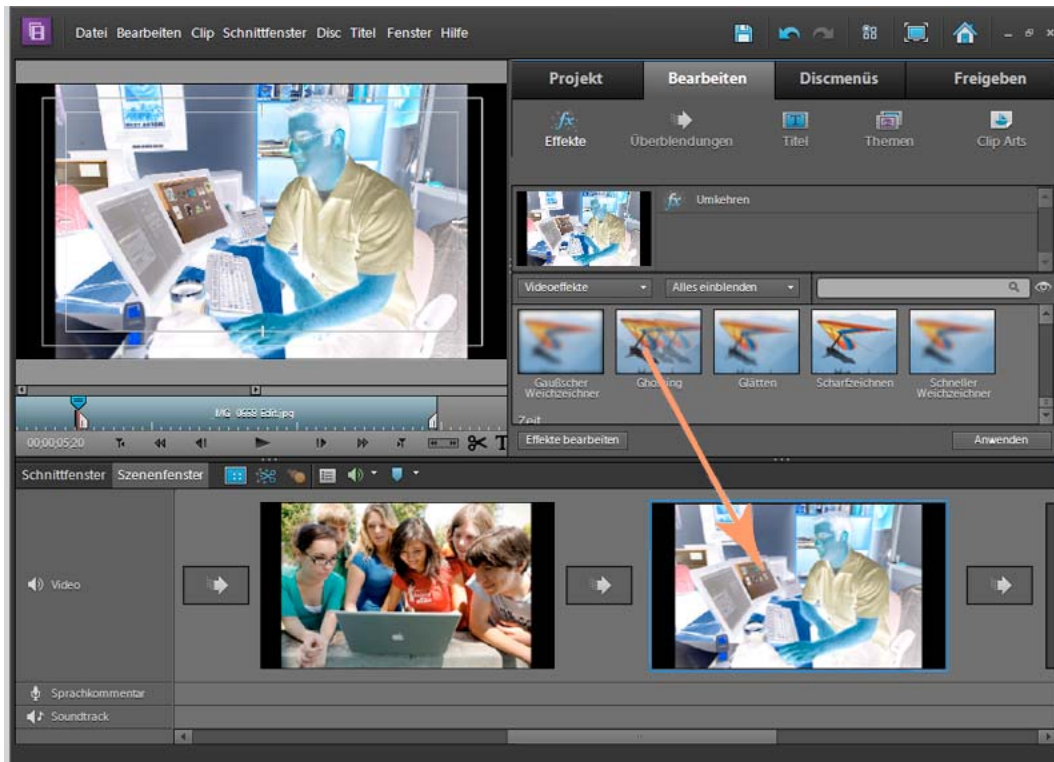 Datei Bearbeiten Clip Schnittfenster Disc Titel Fenster Hilfe
Projekt Bearbeiten Discmenüs Freigeben
Effekte Überblendungen Titel Themen Clip Arts
Umkehren
Videoeffekte Alles einblenden
Gaußscher Weichzeichner
Ghosting
Glätten
Scharfzeichnen
Schneller Weichzeichner
Zeit
Effekte bearbeiten Anwenden
00;00;05;20
Schnittfenster Szenenfenster
Video
Sprachkommentar
Soundtrack